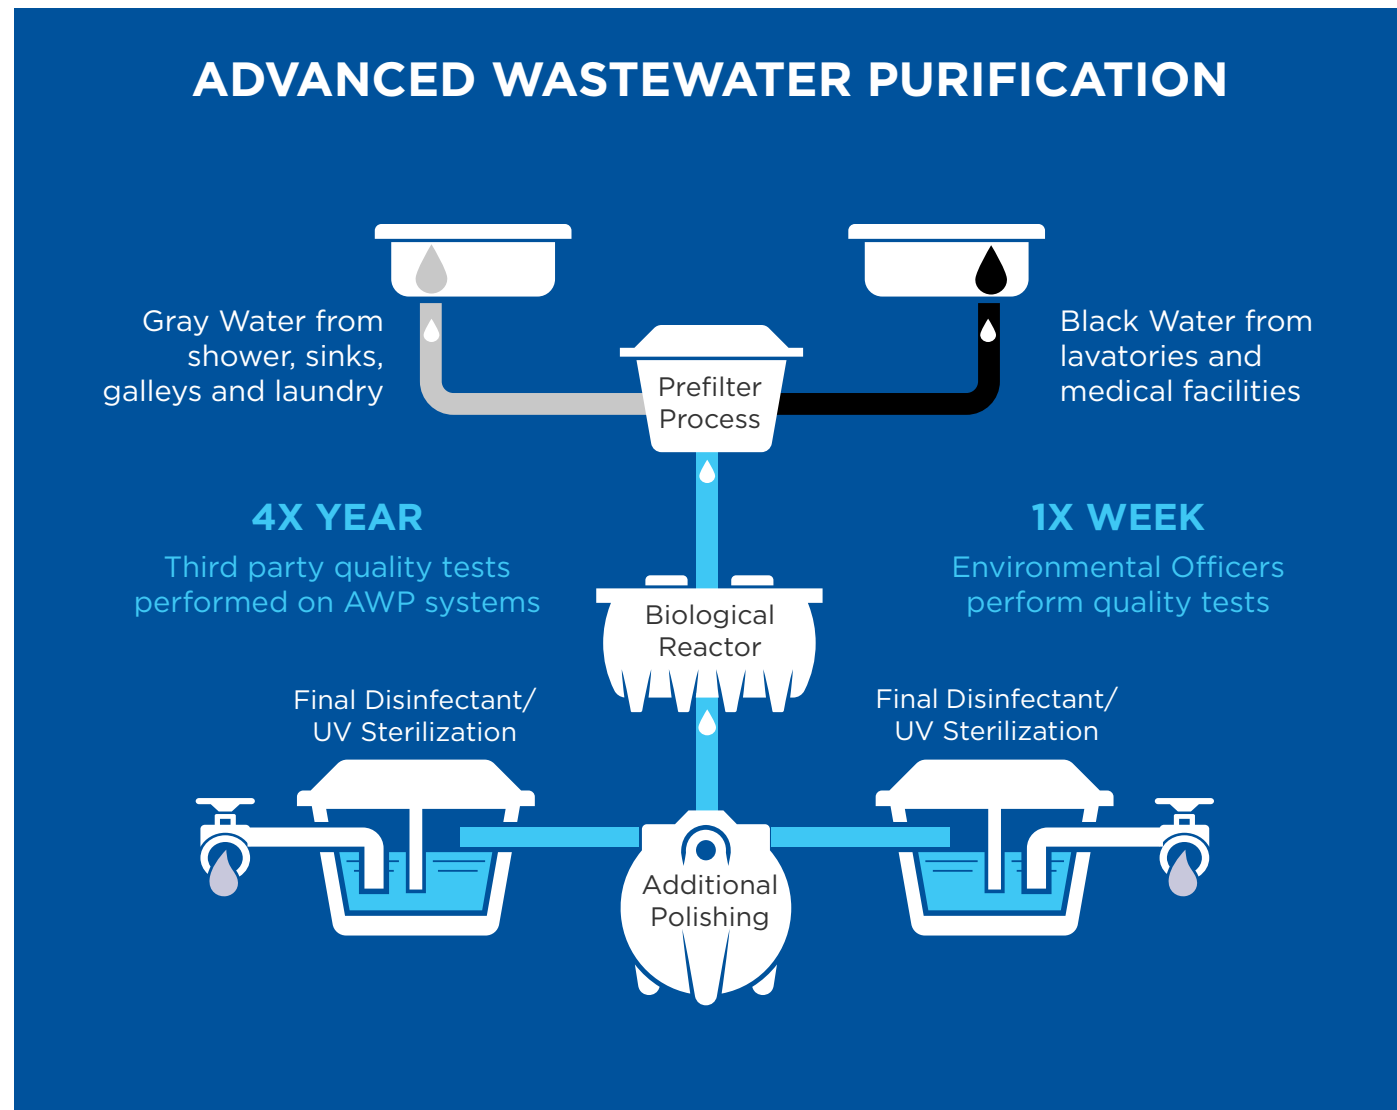 ADVANCED WASTEWATER PURIFICATION
Gray Water from
shower, sinks,
galleys and laundry
Prefilter
Process
Black Water from
lavatories and
medical facilities
4X YEAR
Third party quality tests
performed on AWP systems
1X WEEK
Environmental Officers
perform quality tests
Biological
Reactor
Final Disinfectant/
UV Sterilization
Final Disinfectant/
UV Sterilization
Additional
Polishing